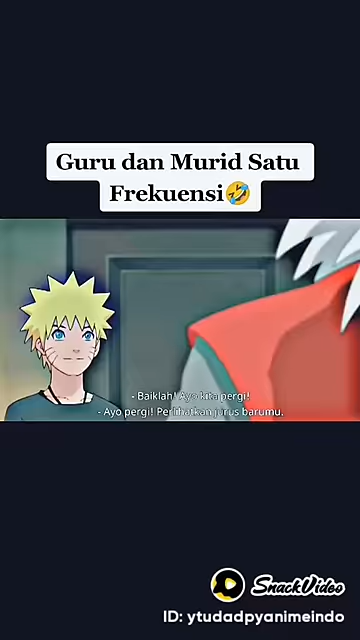 Guru dan Murid Satu
Frekuensi🤣
- Baiklah! Ayo kita pergi!
- Ayo pergi! Perlihatkan jurus barumu.
SnackVideo
ID: ytudadpyanimeindo